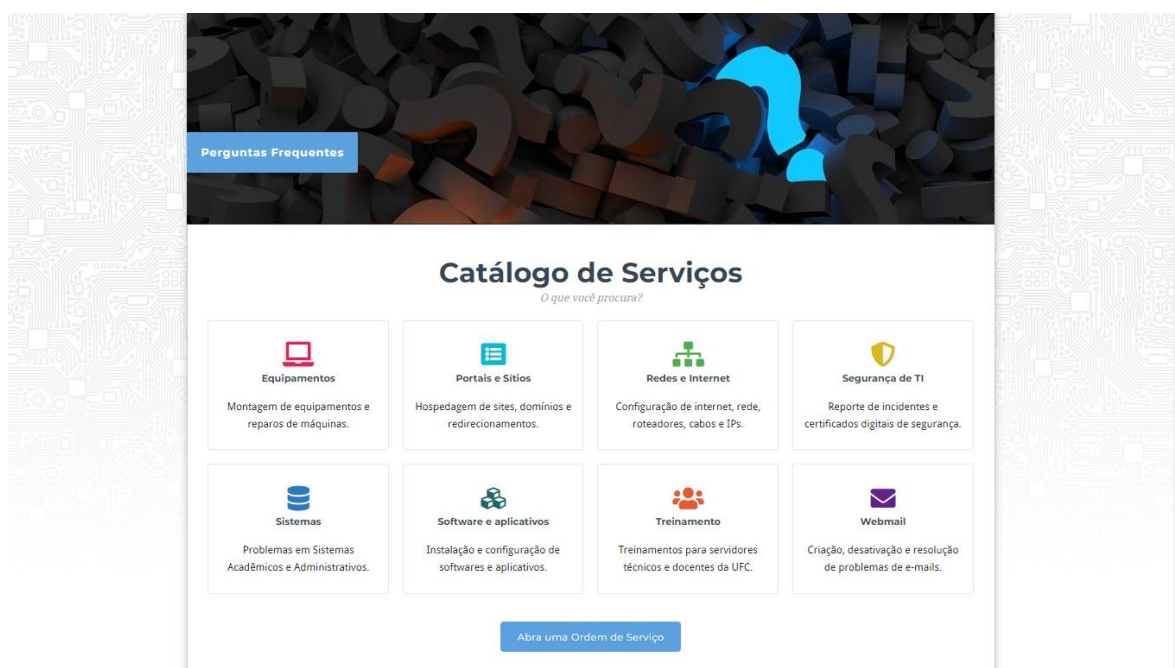 Perguntas Frequentes
Catálogo de Serviços
O que você procura?
Equipamentos
Montagem de equipamentos e
reparos de máquinas.
Portais e Sítios
Hospedagem de sites, domínios e
redirecionamentos.
Redes e Internet
Configuração de internet, rede,
roteadores, cabos e IPs.
Segurança de TI
Reporte de incidentes e
certificados digitais de segurança.
Sistemas
Problemas em Sistemas
Acadêmicos e Administrativos.
Software e aplicativos
Instalação e configuração de
softwares e aplicativos.
Treinamento
Treinamentos para servidores
técnicos e docentes da UFC.
Webmail
Criação, desativação e resolução
de problemas de e-mails.
Abra uma Ordem de Serviço